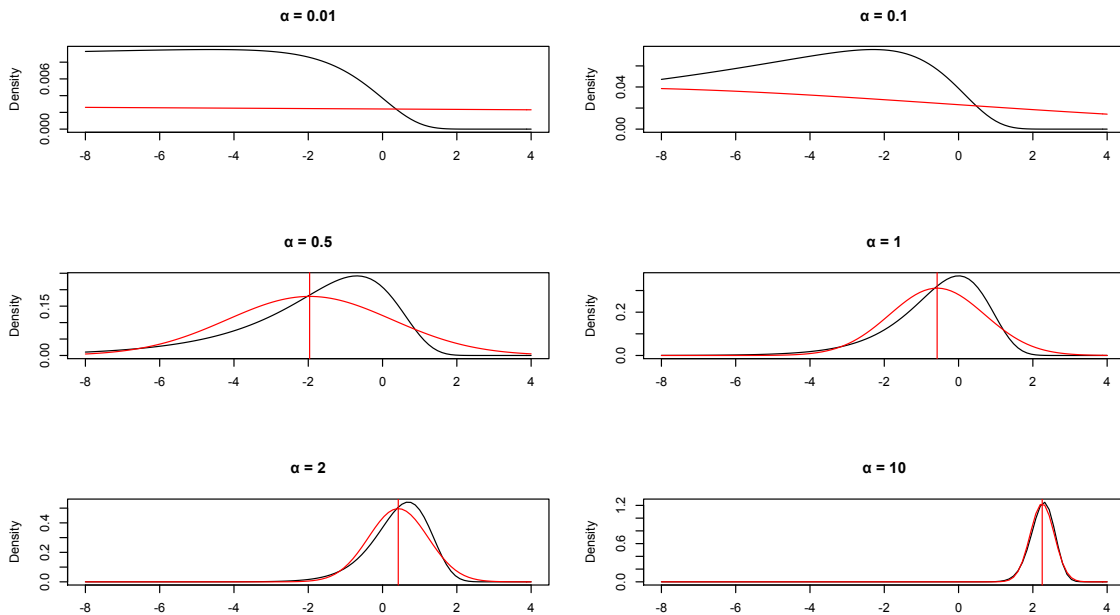 α = 0.01
Density
0.000
0.006
-8 -6 -4 -2 0 2 4
α = 0.1
Density
0.00
0.04
-8 -6 -4 -2 0 2 4
α = 0.5
Density
0.00
0.15
-8 -6 -4 -2 0 2 4
α = 1
Density
0.0
0.2
-8 -6 -4 -2 0 2 4
α = 2
Density
0.0
0.2
0.4
-8 -6 -4 -2 0 2 4
α = 10
Density
0.0
0.6
1.2
-8 -6 -4 -2 0 2 4